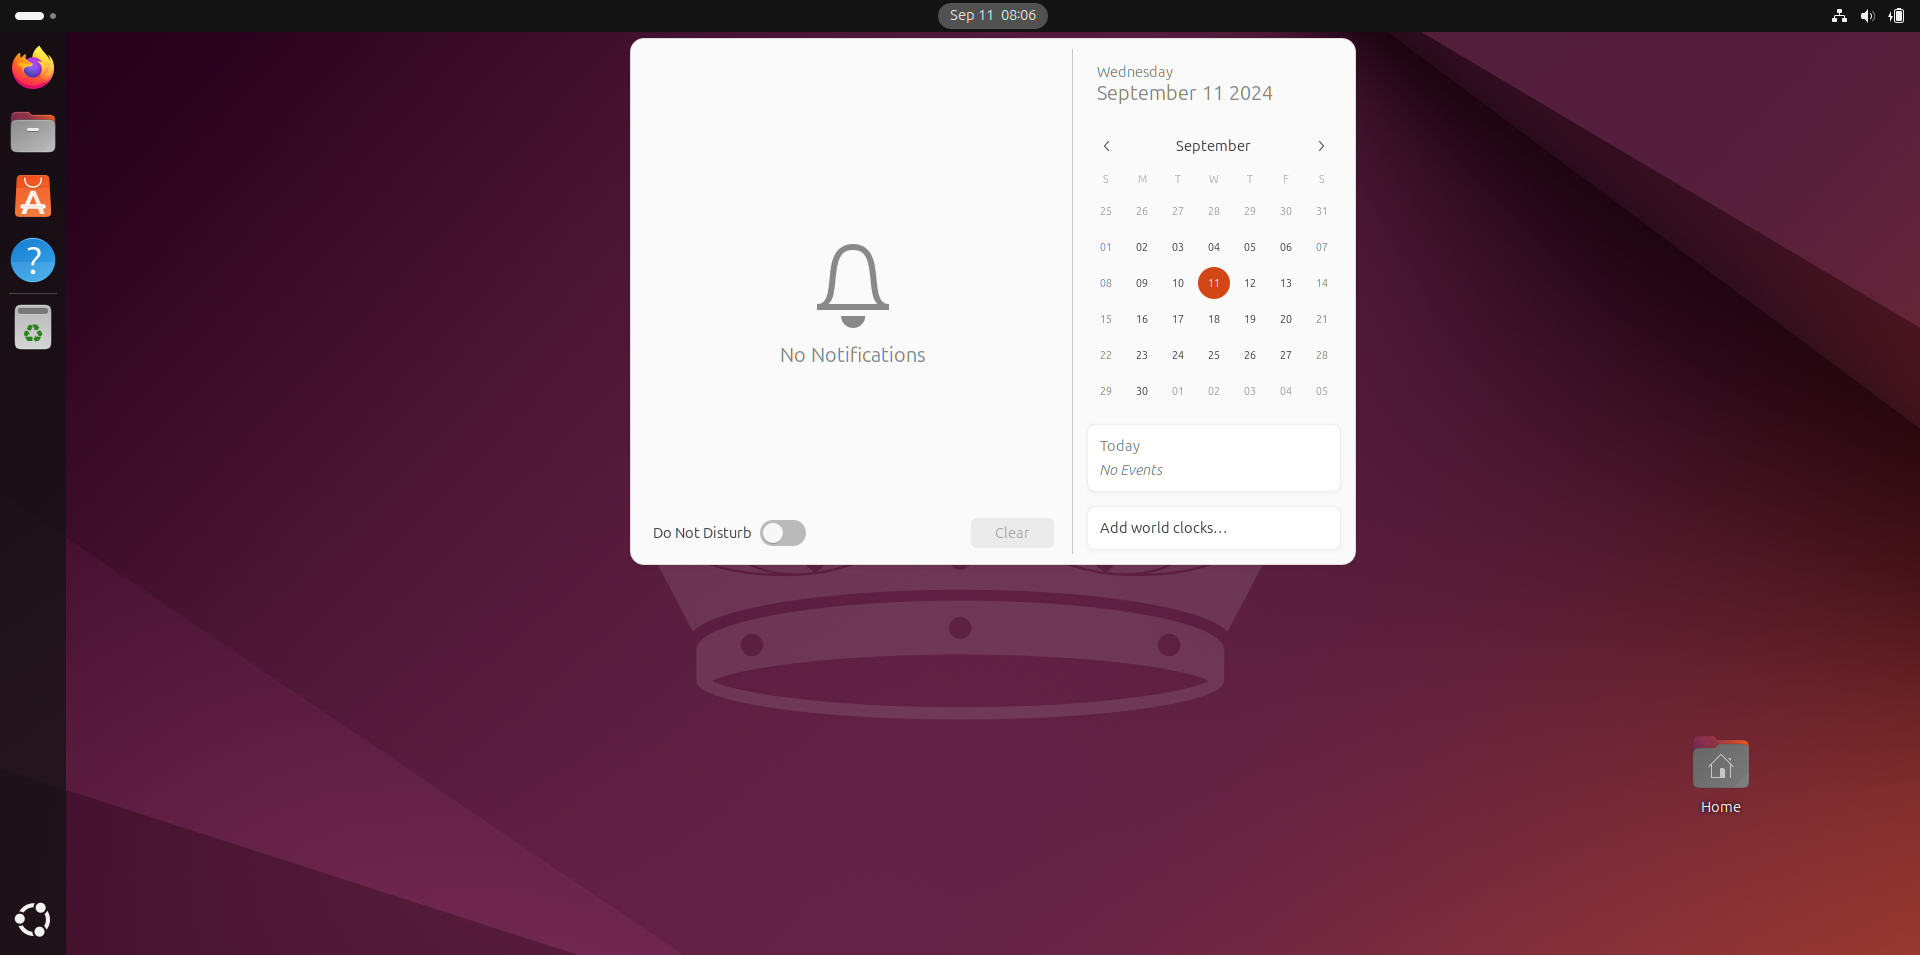 Sep 11 08:06
No Notifications
Do Not Disturb
Clear
Wednesday
September 11 2024
September
S M T W T F S
25 26 27 28 29 30 31
01 02 03 04 05 06 07
08 09 10 11 12 13 14
15 16 17 18 19 20 21
22 23 24 25 26 27 28
29 30 01 02 03 04 05
Today
No Events
Add world clocks...
Home